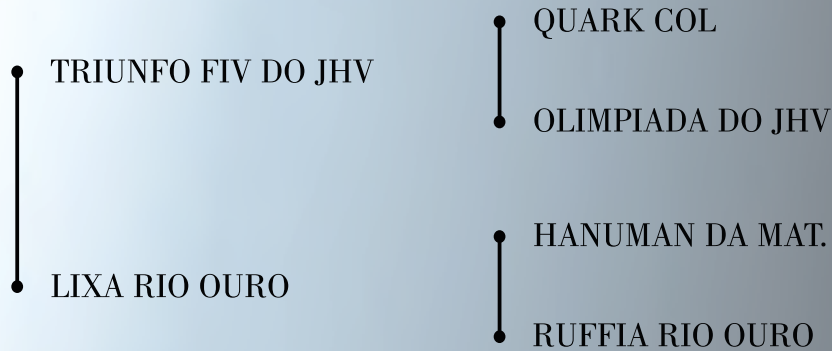 QUARK COL
TRIUNFO FIV DO JHV
OLIMPIADA DO JHV
HANUMAN DA MAT.
LIXA RIO OURO
RUFFIA RIO OURO